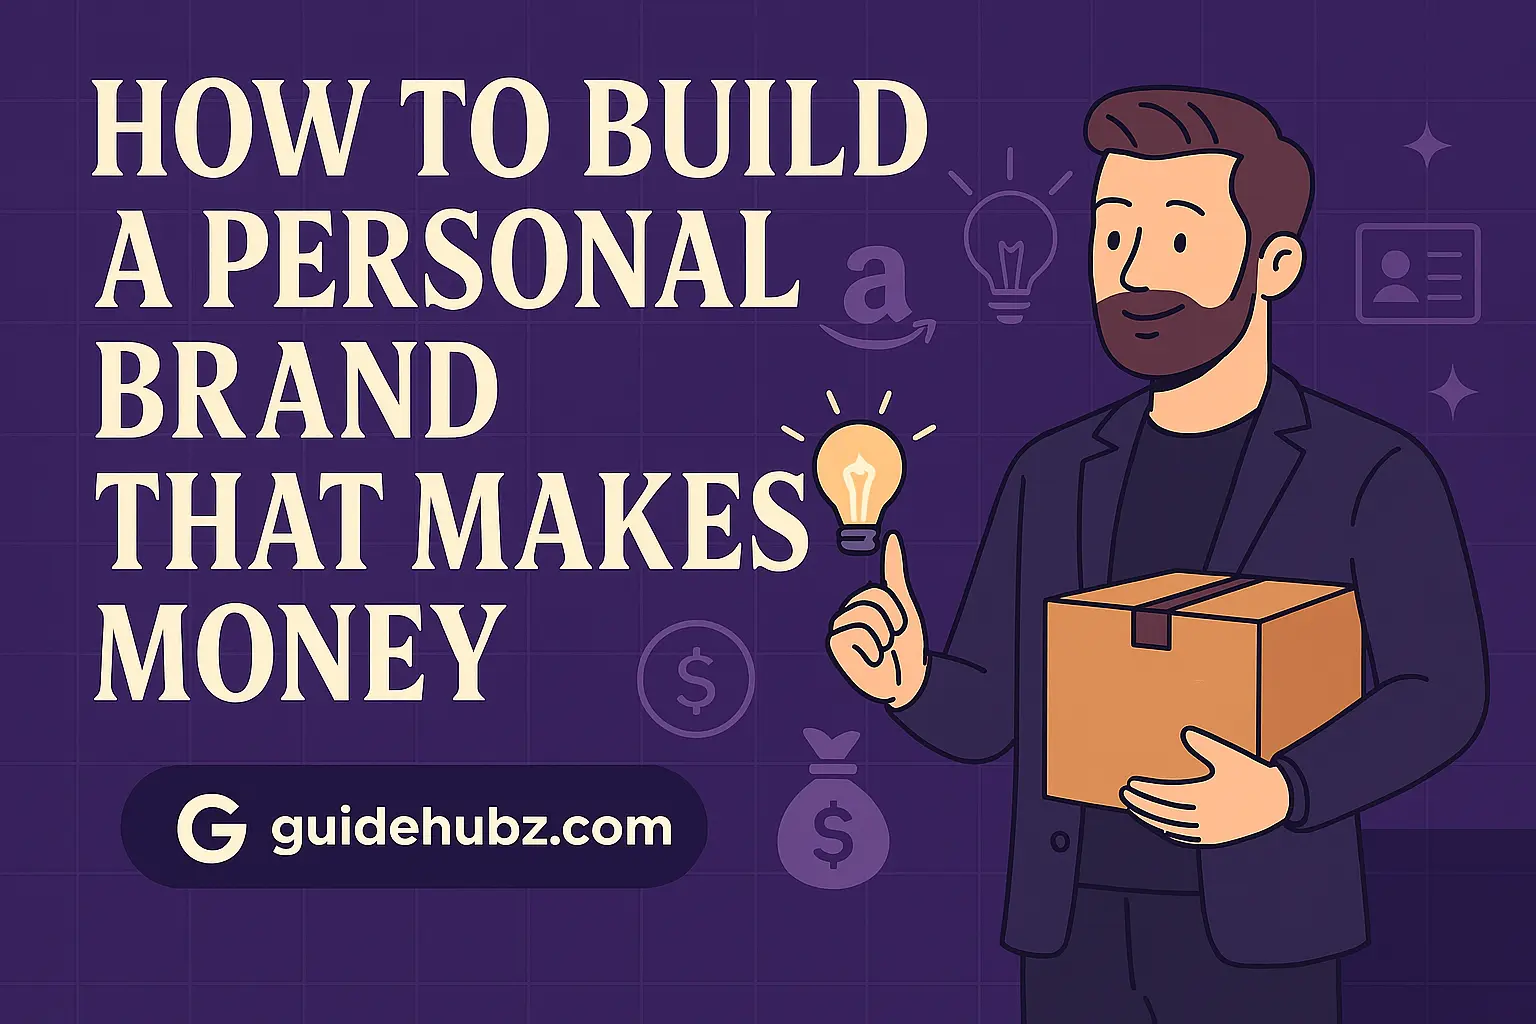 HOW TO BUILD
A PERSONAL
BRAND
THAT MAKES
MONEY
a
$
$
G guidehubz.com